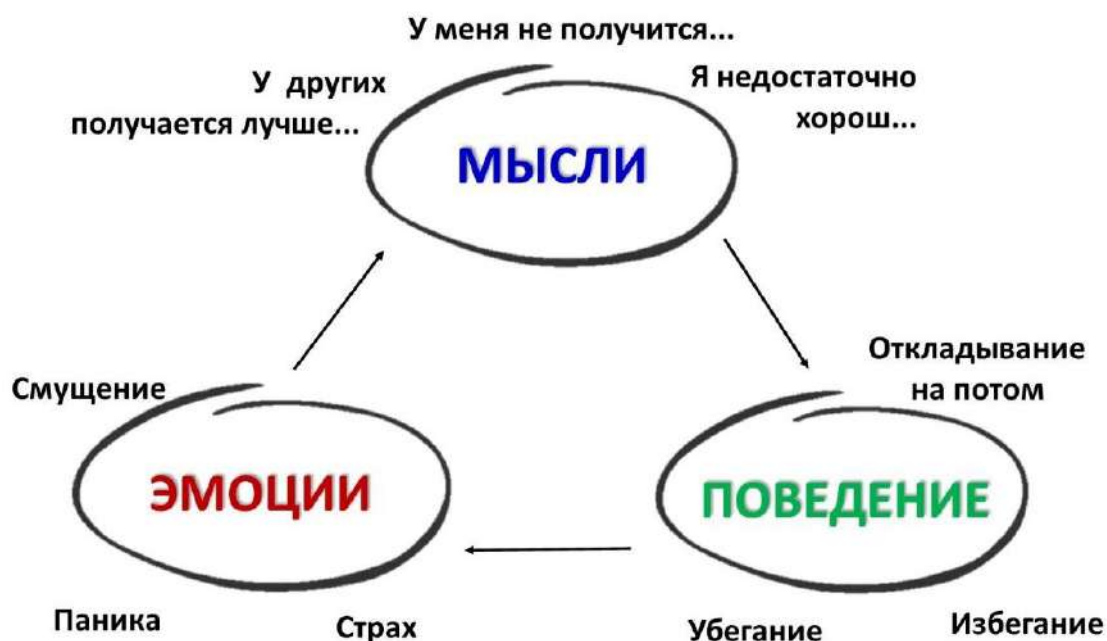 У меня не получится...
У других
получается лучше...
Я недостаточно
хорош...
МЫСЛИ
Откладывание
на потом
Смущение
ЭМОЦИИ
ПОВЕДЕНИЕ
Паника
Страх
Убегание
Избегание